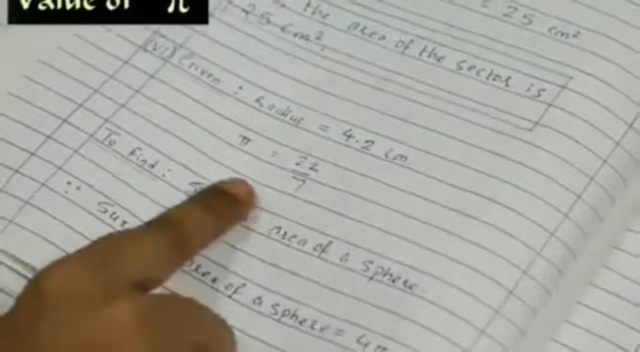 Value of π
= 25 cm²
∴ the area of the sector is
25 cm².
(vi) Given : Radius = 4.2 cm
π = 22/7
To find : area of a sphere.
∵ Sur area of a sphere = 4π